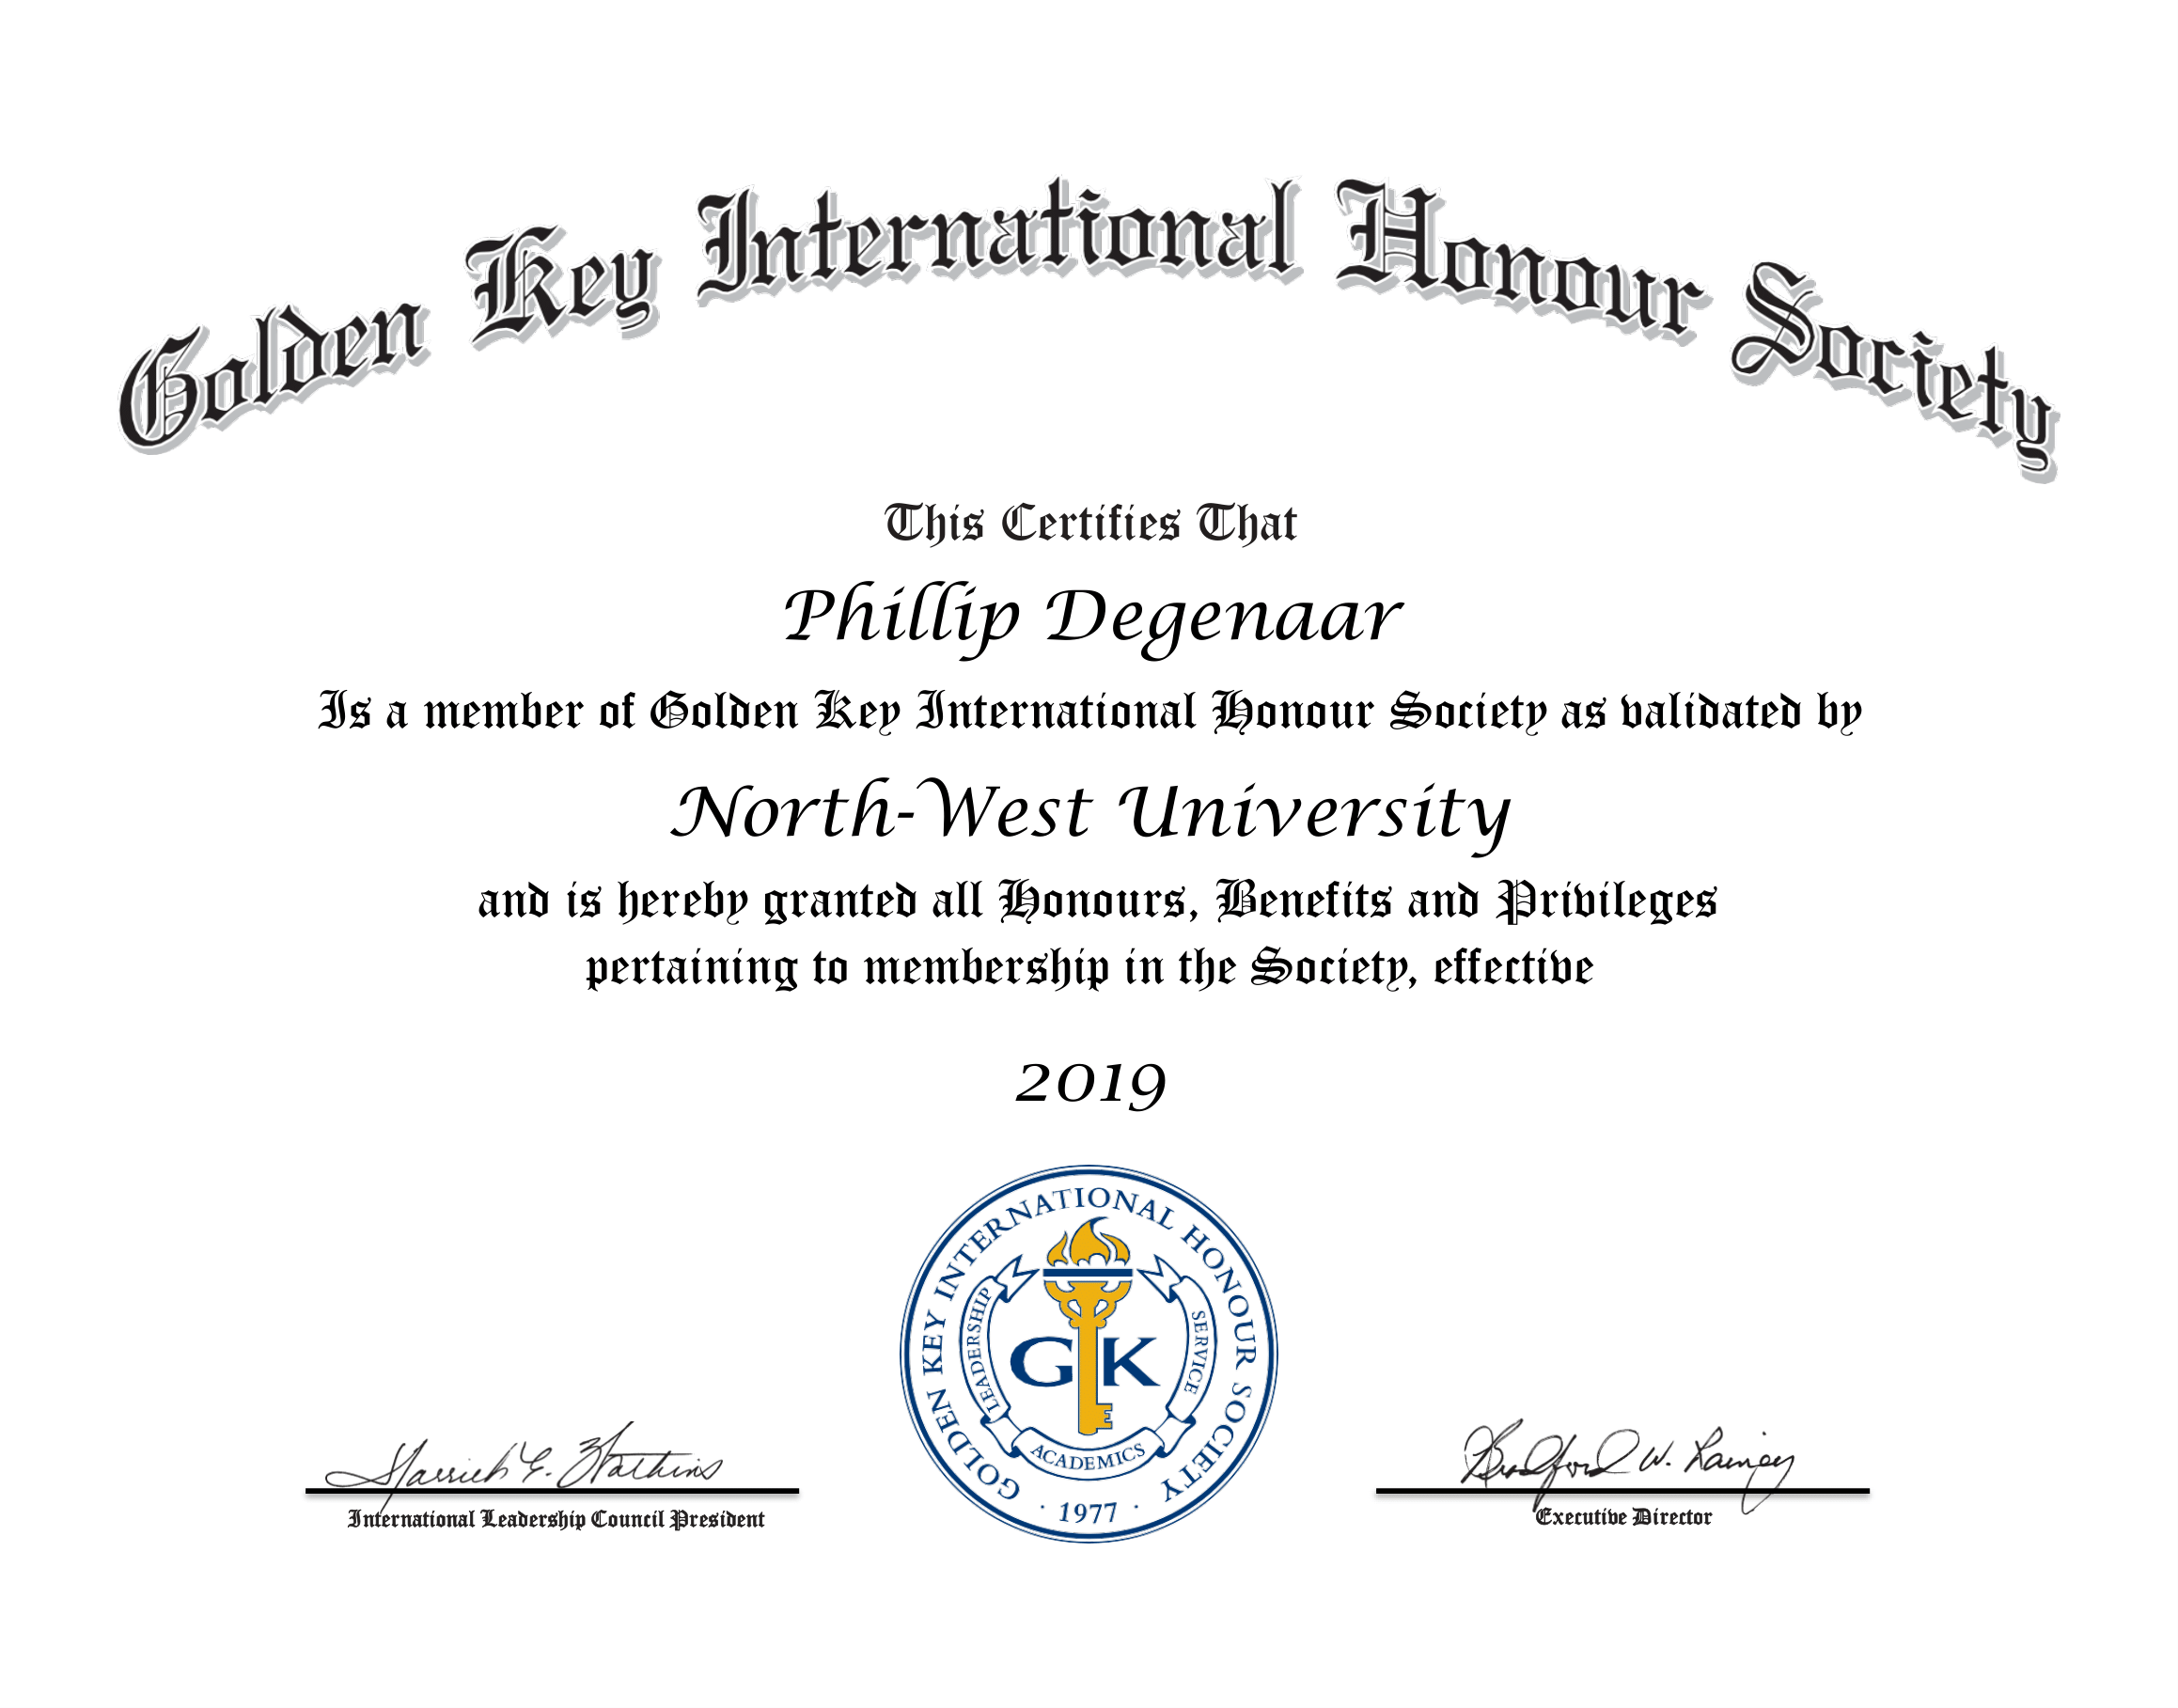 Golden Key International Honour Society
This Certifies That
Phillip Degenaar
Is a member of Golden Key International Honour Society as validated by
North-West University
and is hereby granted all Honours, Benefits and Privileges
pertaining to membership in the Society, effective
2019
GOLDEN KEY INTERNATIONAL HONOUR SOCIETY
LEADERSHIP
SERVICE
GK
ACADEMICS
· 1977 ·
Bradford W. Rainey
International Leadership Council President
Executive Director